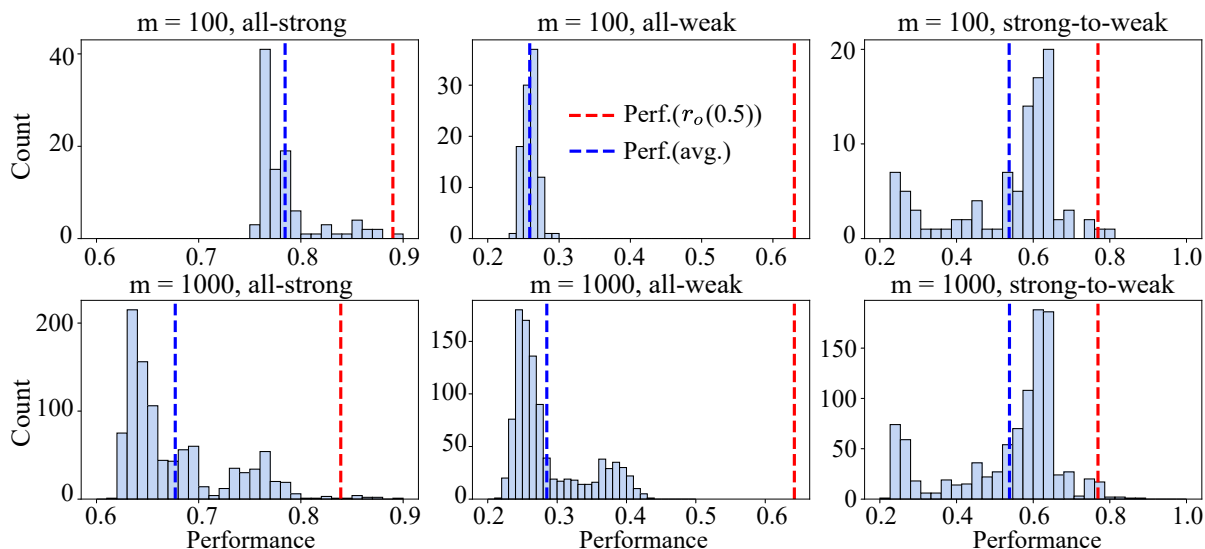 m = 100, all-strong
m = 100, all-weak
m = 100, strong-to-weak
Count
40
20
0
0.6 0.7 0.8 0.9
30
20
10
0
0.2 0.3 0.4 0.5 0.6
Perf.(r_o(0.5))
Perf.(avg.)
20
10
0
0.2 0.4 0.6 0.8 1.0
m = 1000, all-strong
m = 1000, all-weak
m = 1000, strong-to-weak
Count
200
100
0
0.6 0.7 0.8 0.9
Performance
150
100
50
0
0.2 0.3 0.4 0.5 0.6
Performance
150
100
50
0
0.2 0.4 0.6 0.8 1.0
Performance